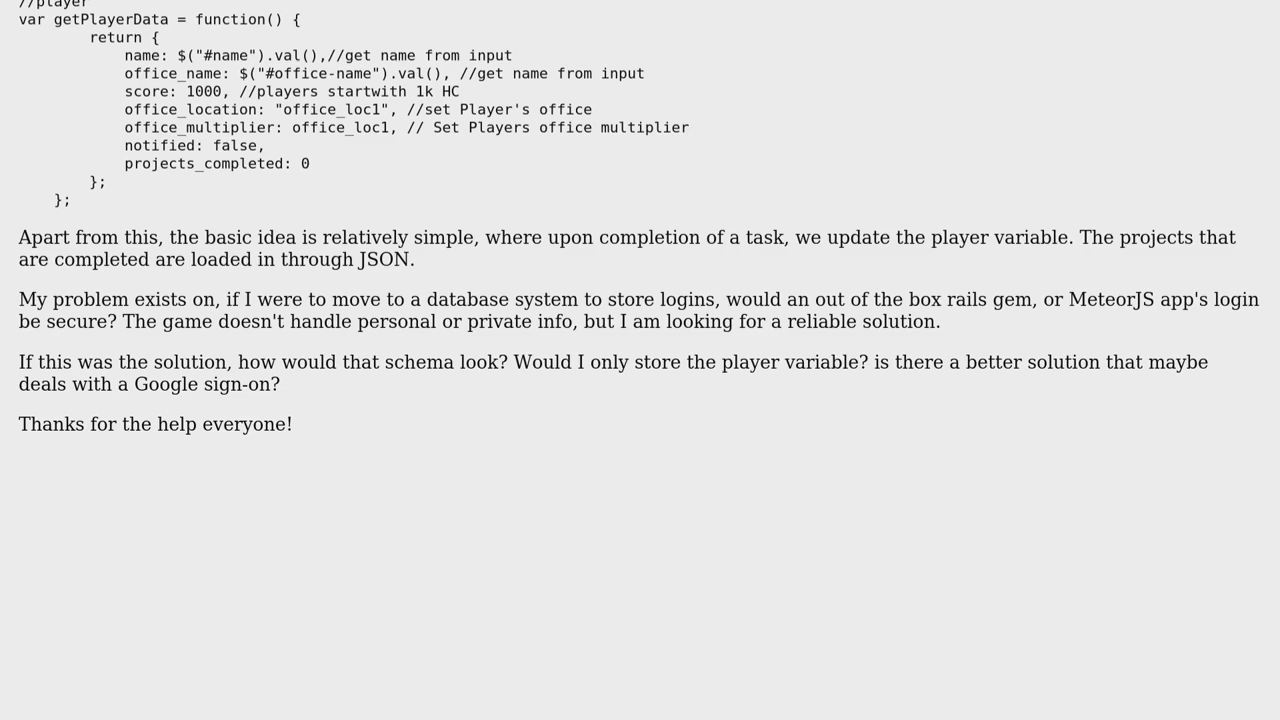 //player
var getPlayerData = function() {
        return {
            name: $("#name").val(),//get name from input
            office_name: $("#office-name").val(), //get name from input
            score: 1000, //players startwith 1k HC
            office_location: "office_loc1", //set Player's office
            office_multiplier: office_loc1, // Set Players office multiplier
            notified: false,
            projects_completed: 0
        };
    };
Apart from this, the basic idea is relatively simple, where upon completion of a task, we update the player variable. The projects that
are completed are loaded in through JSON.
My problem exists on, if I were to move to a database system to store logins, would an out of the box rails gem, or MeteorJS app's login
be secure? The game doesn't handle personal or private info, but I am looking for a reliable solution.
If this was the solution, how would that schema look? Would I only store the player variable? is there a better solution that maybe
deals with a Google sign-on?
Thanks for the help everyone!